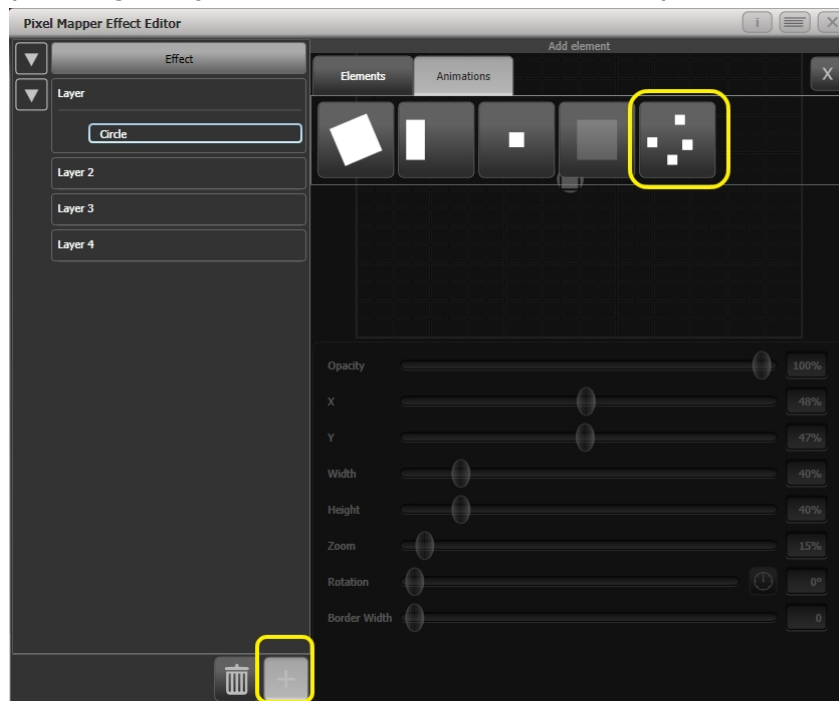 Pixel Mapper Effect Editor
i
X
Effect
Layer
Circle
Layer 2
Layer 3
Layer 4
Add element
Elements
Animations
X
Opacity
100%
X
48%
Y
47%
Width
40%
Height
40%
Zoom
15%
Rotation
0°
Border Width
0
+